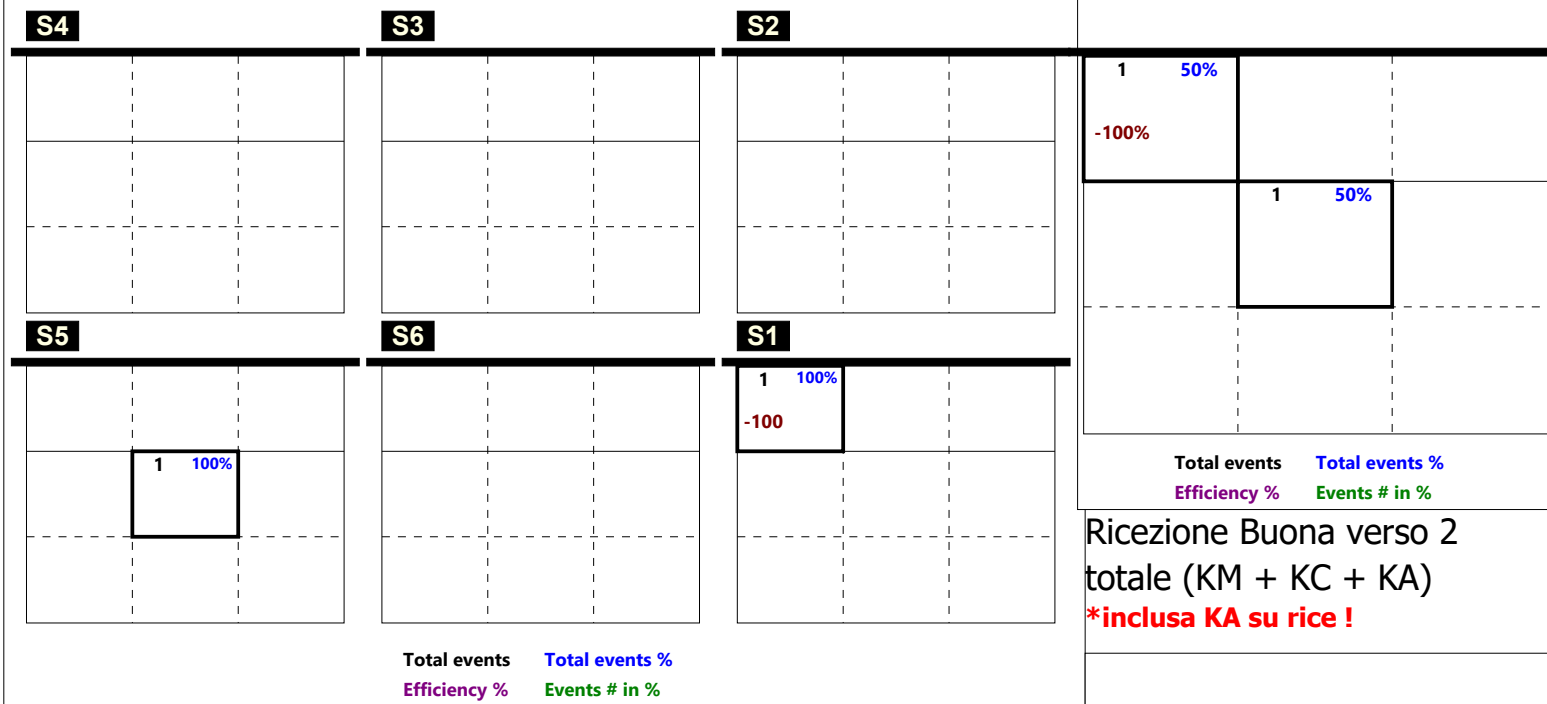 S4 S3 S2
1 50%
-100%
1 50%
S5 S6 S1
1 100%
-100
1 100%
Total events Total events %
Efficiency % Events # in %
Ricezione Buona verso 2
totale (KM + KC + KA)
*inclusa KA su rice !
Total events Total events %
Efficiency % Events # in %